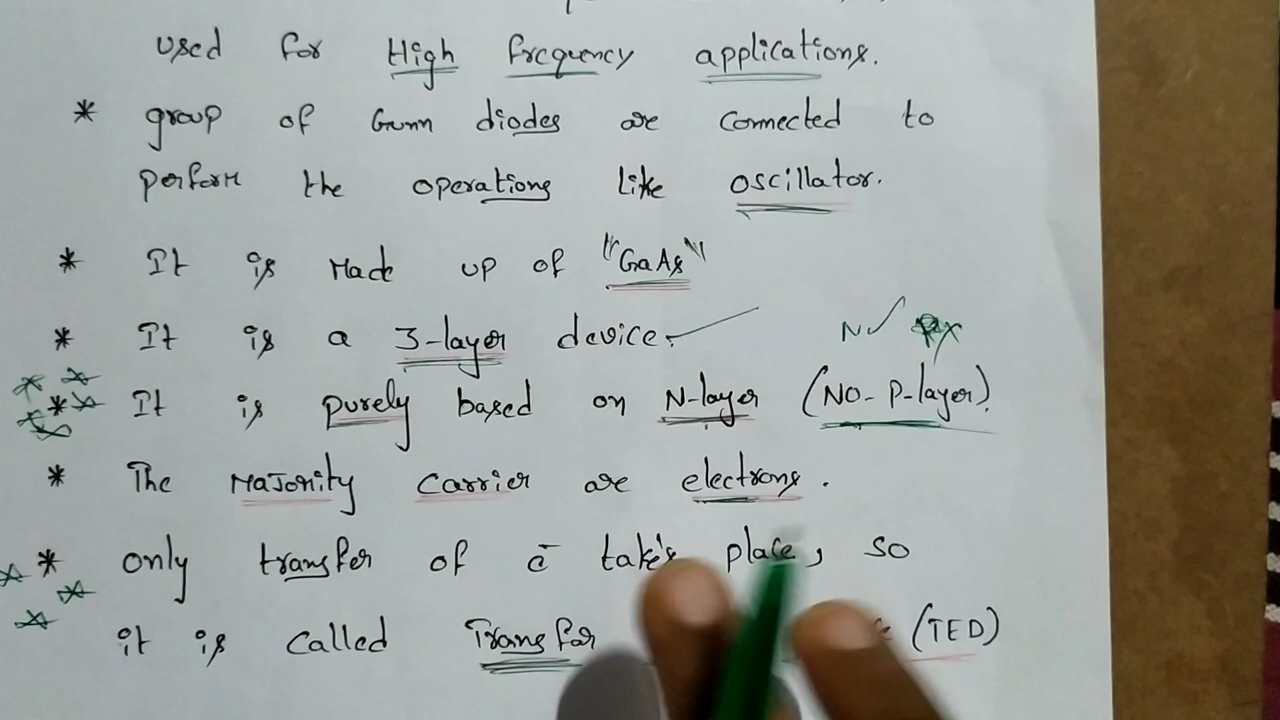 used for High frequency applications.
* group of Gunn diodes are connected to
perform the operations like oscillator.
* It is Made up of "GaAs"
* It is a 3-layer device.
N✓ P×
* It is purely based on N-layer (NO-P-layer).
* The Majority carrier are electrons.
* only transfer of e⁻ take's place, so
it is called Transfer (TED)